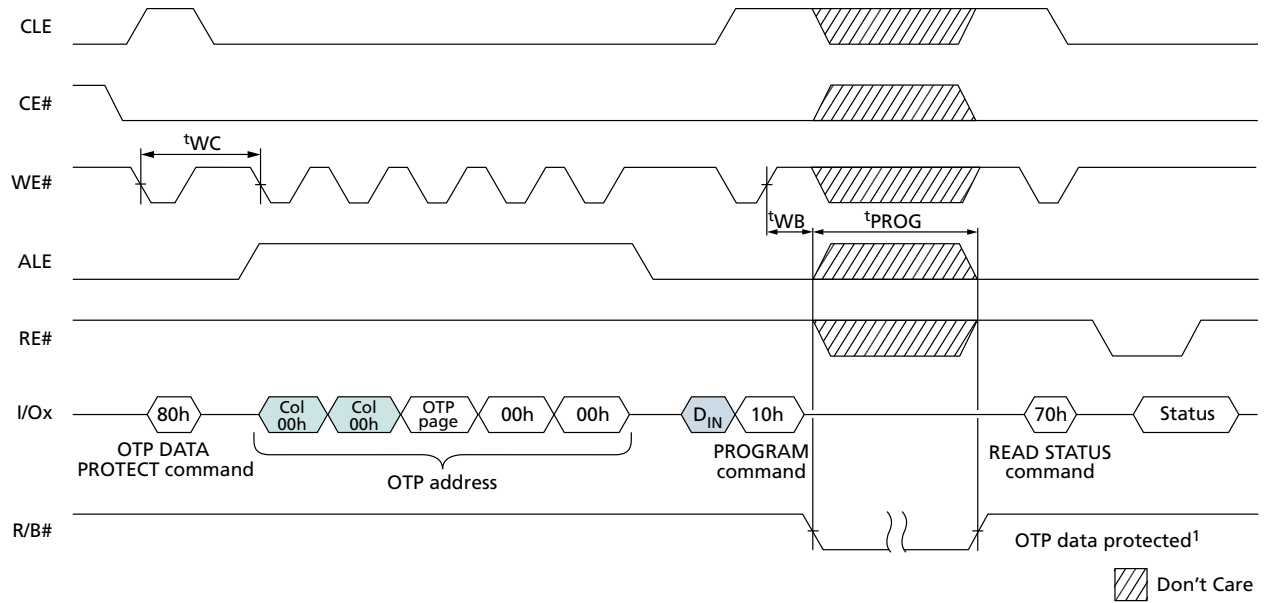 CLE
CE#
tWC
WE#
tWB
tPROG
ALE
RE#
I/Ox
80h
Col
00h
Col
00h
OTP
page
00h
00h
DIN
10h
70h
Status
OTP DATA
PROTECT command
OTP address
PROGRAM
command
READ STATUS
command
R/B#
OTP data protected1
Don't Care